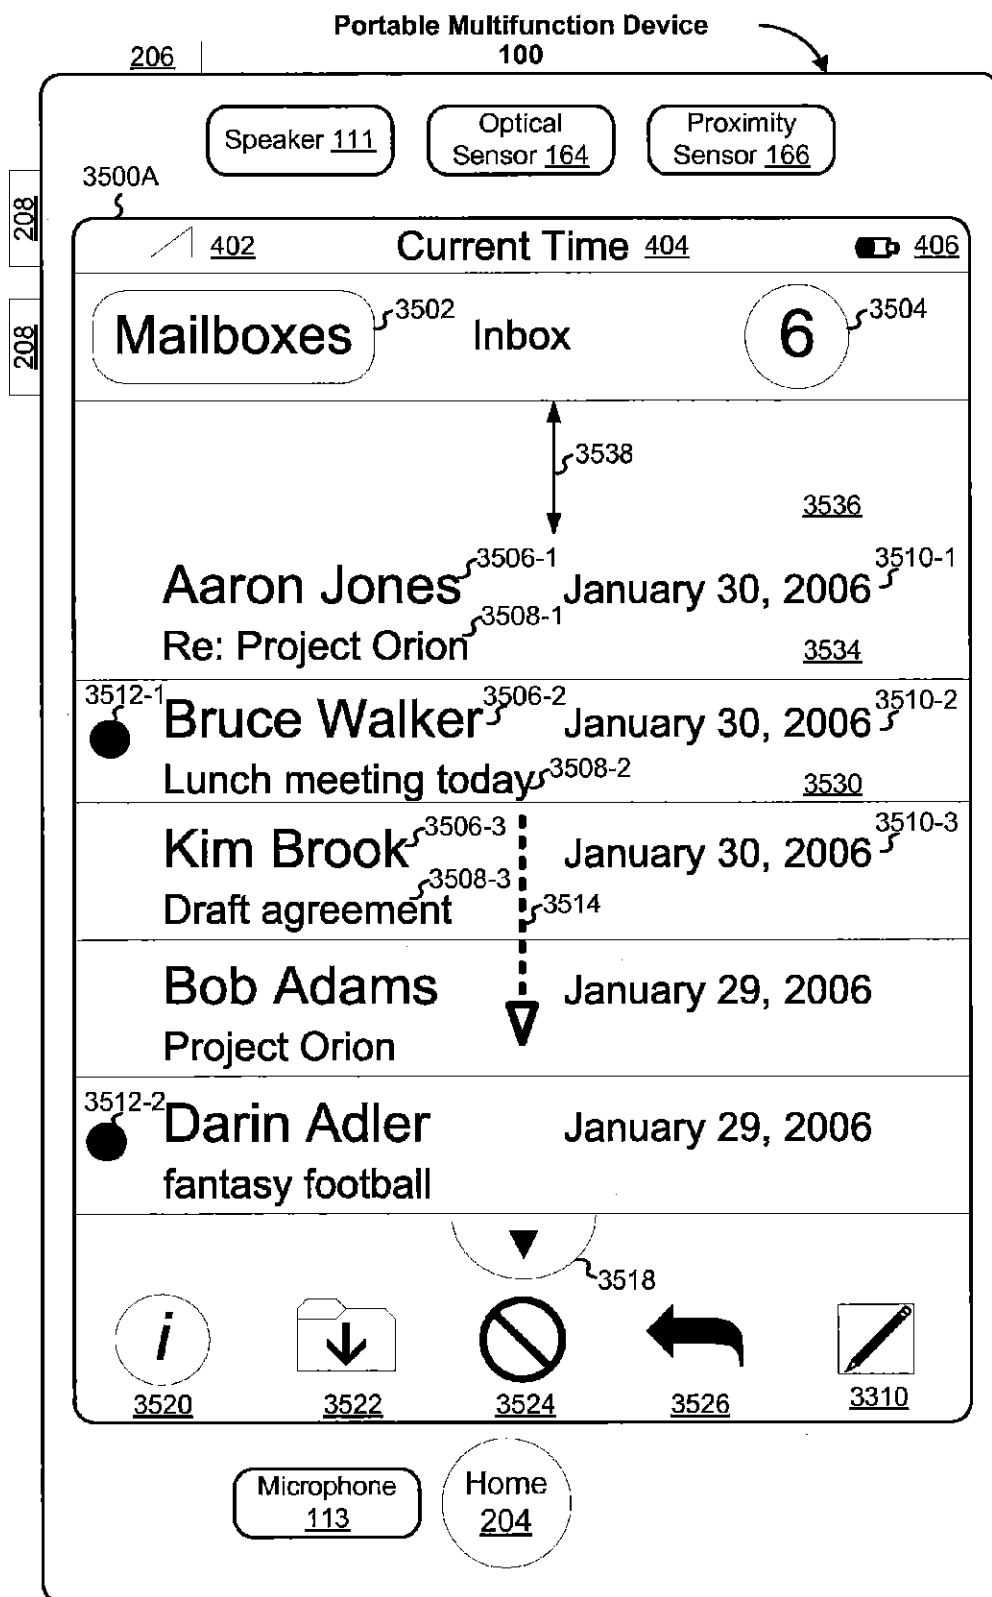 Portable Multifunction Device
100
206
Speaker 111
Optical
Sensor 164
Proximity
Sensor 166
3500A
208
208
402
Current Time 404
406
Mailboxes
3502
Inbox
6
3504
3538
3536
Aaron Jones
3506-1
January 30, 2006
3510-1
Re: Project Orion
3508-1
3534
3512-1
Bruce Walker
3506-2
January 30, 2006
3510-2
Lunch meeting today
3508-2
3530
Kim Brook
3506-3
January 30, 2006
3510-3
Draft agreement
3508-3
3514
Bob Adams
January 29, 2006
Project Orion
3512-2
Darin Adler
January 29, 2006
fantasy football
3518
i
3520
3522
3524
3526
3310
Microphone
113
Home
204